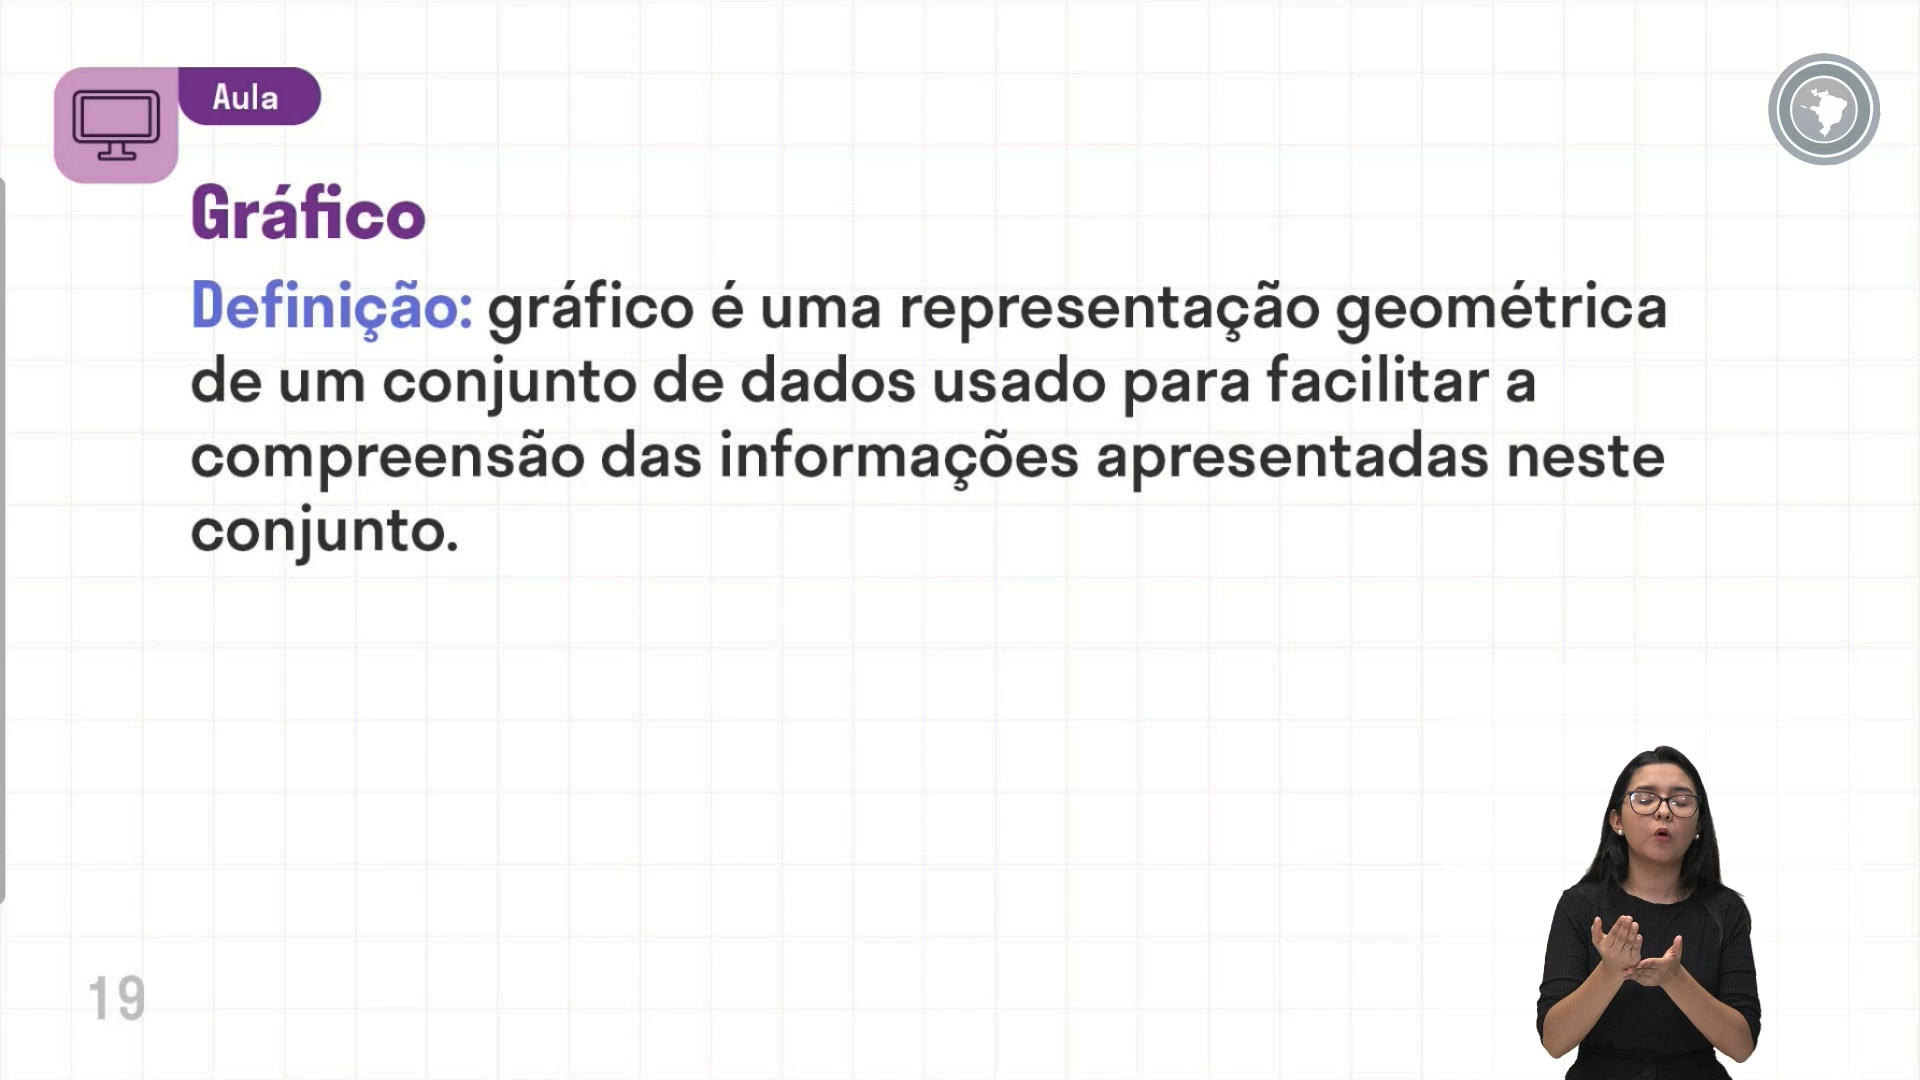 Aula
Gráfico
Definição: gráfico é uma representação geométrica
de um conjunto de dados usado para facilitar a
compreensão das informações apresentadas neste
conjunto.
19